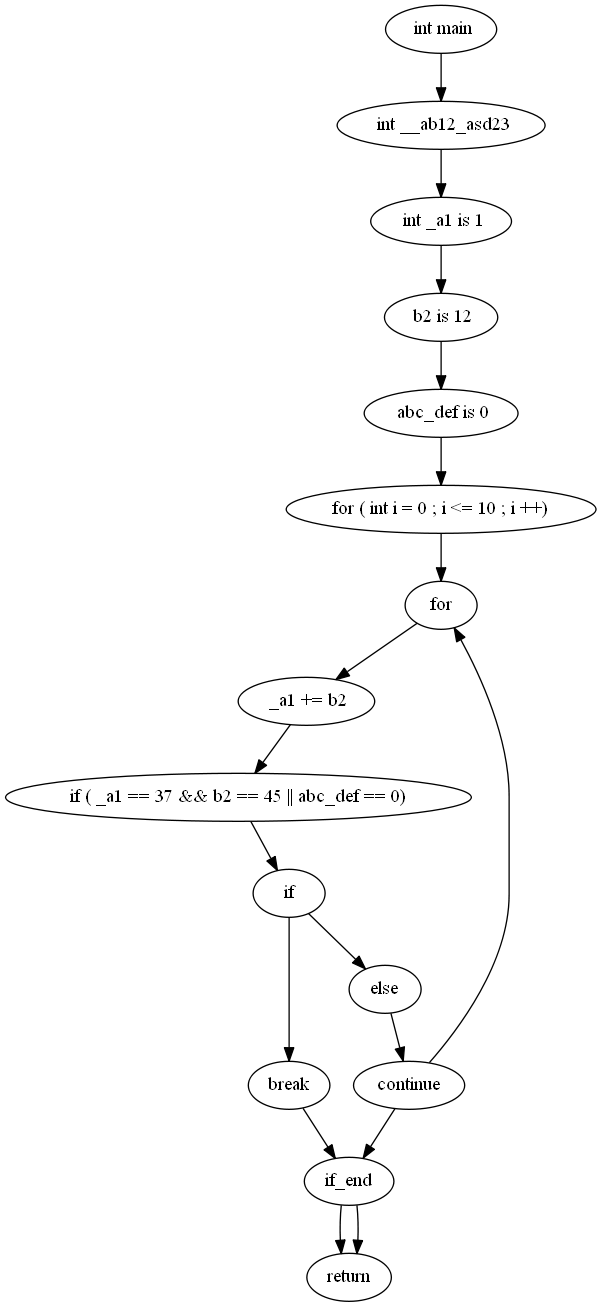 int main
int __ab12_asd23
int _a1 is 1
b2 is 12
abc_def is 0
for ( int i = 0 ; i <= 10 ; i ++)
for
_a1 += b2
if ( _a1 == 37 && b2 == 45 || abc_def == 0)
if
else
break
continue
if_end
return